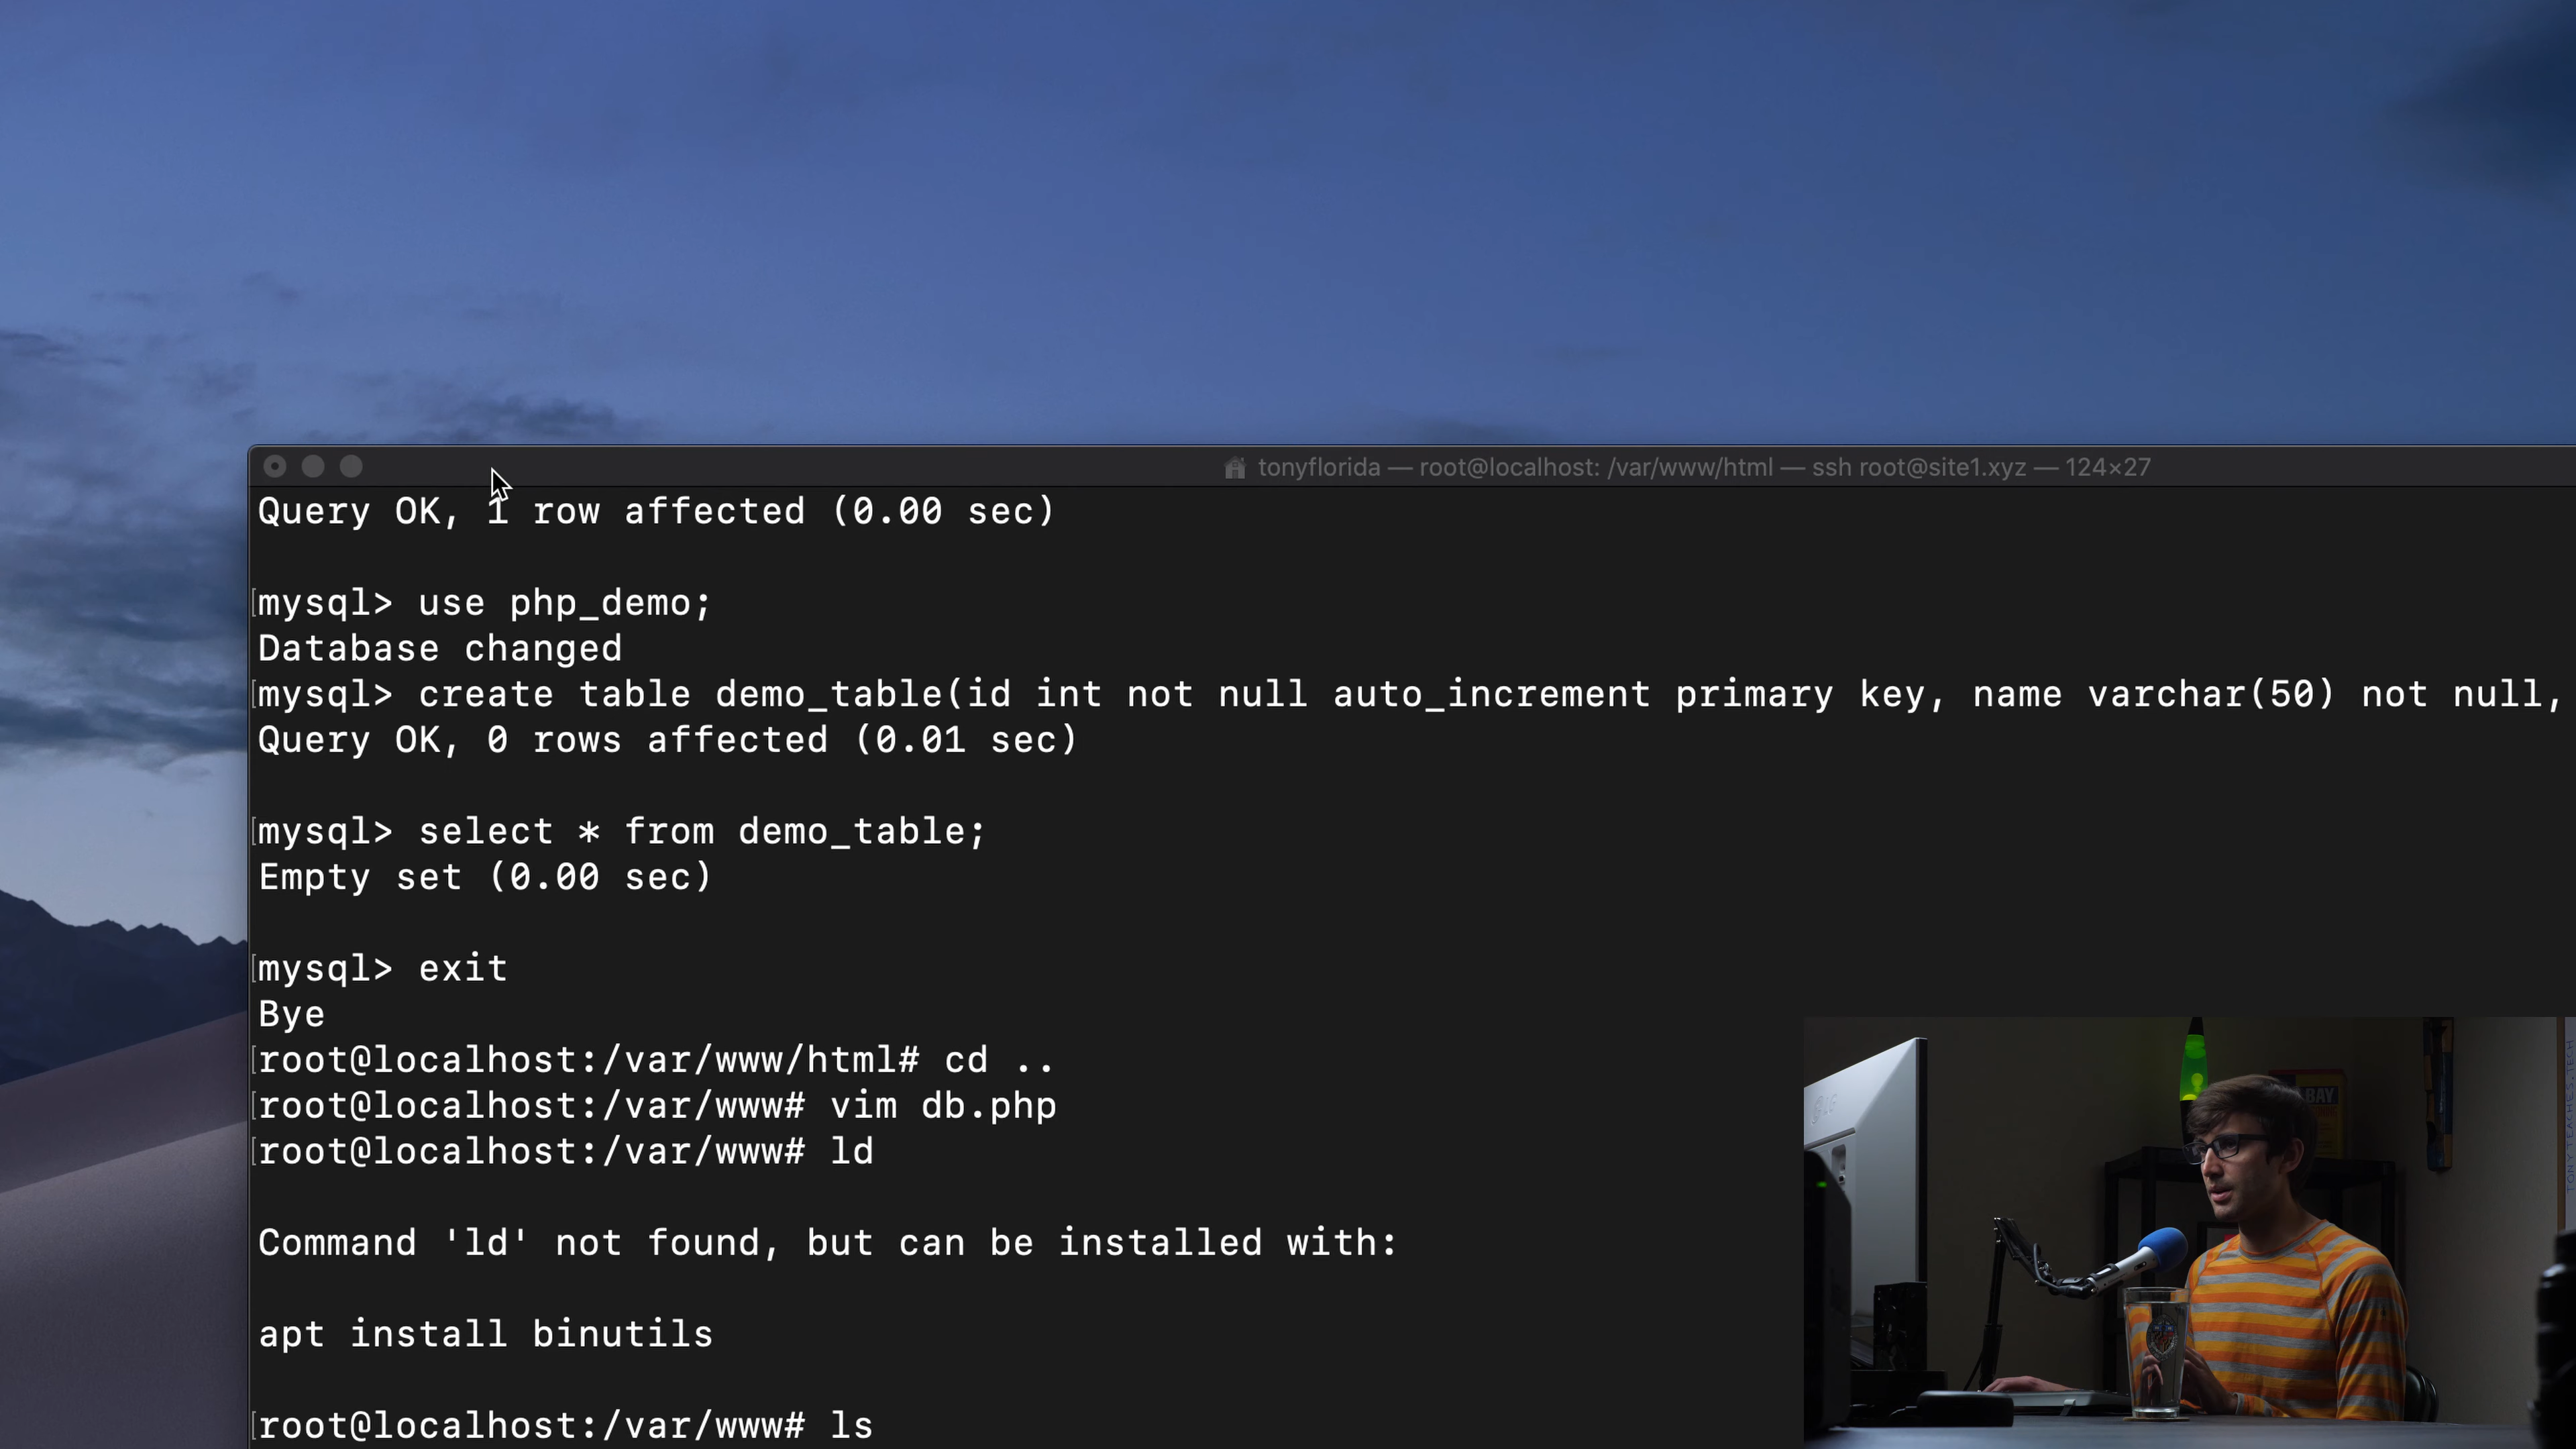 tonyflorida — root@localhost: /var/www/html — ssh root@site1.xyz — 124×27
Query OK, 1 row affected (0.00 sec)
[mysql> use php_demo;
Database changed
[mysql> create table demo_table(id int not null auto_increment primary key, name varchar(50) not null,
Query OK, 0 rows affected (0.01 sec)
[mysql> select * from demo_table;
Empty set (0.00 sec)
[mysql> exit
Bye
[root@localhost:/var/www/html# cd ..
[root@localhost:/var/www# vim db.php
[root@localhost:/var/www# ld
Command 'ld' not found, but can be installed with:
apt install binutils
[root@localhost:/var/www# ls
LG
BAY
TONYTEACHES.TECH